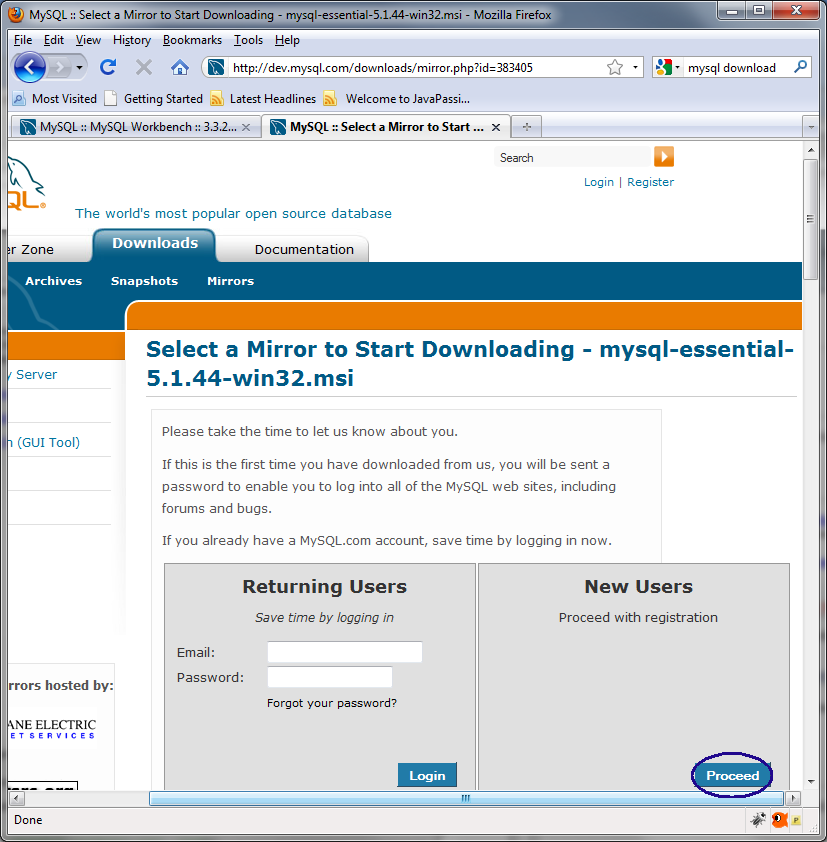 MySQL :: Select a Mirror to Start Downloading - mysql-essential-5.1.44-win32.msi - Mozilla Firefox
File Edit View History Bookmarks Tools Help
http://dev.mysql.com/downloads/mirror.php?id=383405 mysql download
Most Visited Getting Started Latest Headlines Welcome to JavaPassi...
MySQL :: MySQL Workbench :: 3.3.2... MySQL :: Select a Mirror to Start ...
Search
Login | Register
QL®
The world's most popular open source database
er Zone Downloads Documentation
Archives Snapshots Mirrors
Select a Mirror to Start Downloading - mysql-essential-
5.1.44-win32.msi
y Server
n (GUI Tool)
Please take the time to let us know about you.
If this is the first time you have downloaded from us, you will be sent a
password to enable you to log into all of the MySQL web sites, including
forums and bugs.
If you already have a MySQL.com account, save time by logging in now.
Returning Users
Save time by logging in
Email:
Password:
Forgot your password?
Login
New Users
Proceed with registration
Proceed
rrors hosted by:
ANE ELECTRIC
ET SERVICES
Done